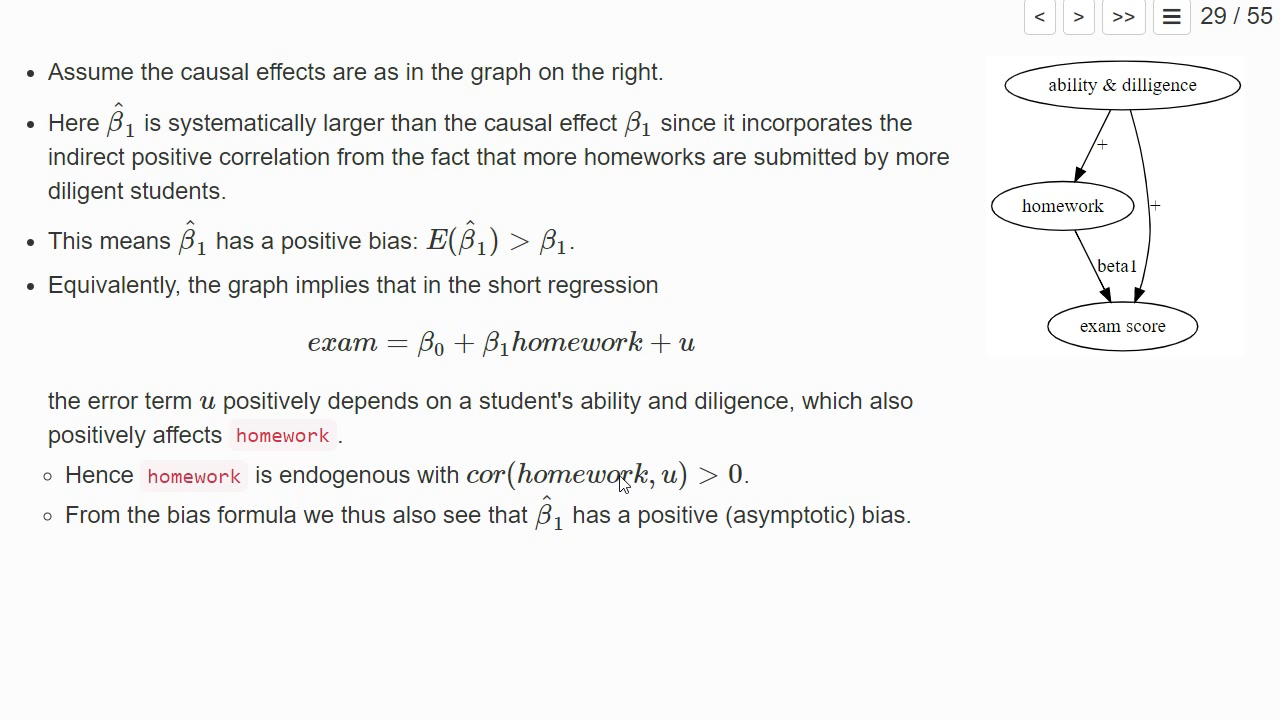 < > >> ☰ 29 / 55
• Assume the causal effects are as in the graph on the right.
• Here β̂₁ is systematically larger than the causal effect β₁ since it incorporates the
indirect positive correlation from the fact that more homeworks are submitted by more
diligent students.
• This means β̂₁ has a positive bias: E(β̂₁) > β₁.
• Equivalently, the graph implies that in the short regression
exam = β₀ + β₁homework + u
the error term u positively depends on a student's ability and diligence, which also
positively affects homework.
◦ Hence homework is endogenous with cor(homework, u) > 0.
◦ From the bias formula we thus also see that β̂₁ has a positive (asymptotic) bias.
ability & dilligence
+
homework
+
beta1
exam score